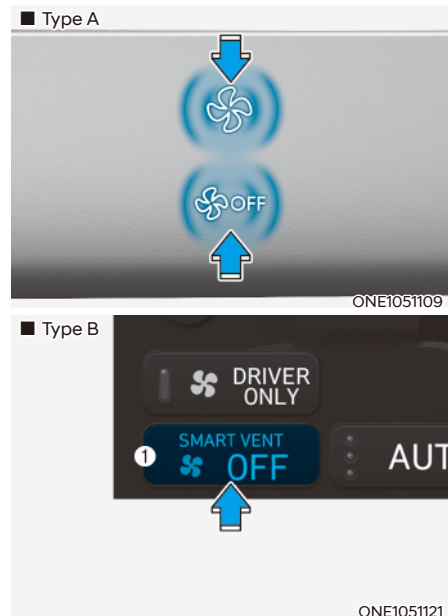 ■ Type A
OFF
ONE1051109
■ Type B
DRIVER
ONLY
① SMART VENT
OFF
AUT
ONE1051121